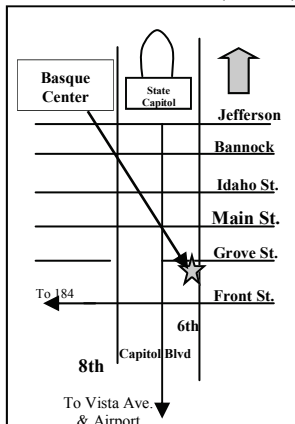 Basque
Center
State
Capitol
Jefferson
Bannock
Idaho St.
Main St.
Grove St.
To 184
Front St.
6th
Capitol Blvd
8th
To Vista Ave.
& Airport